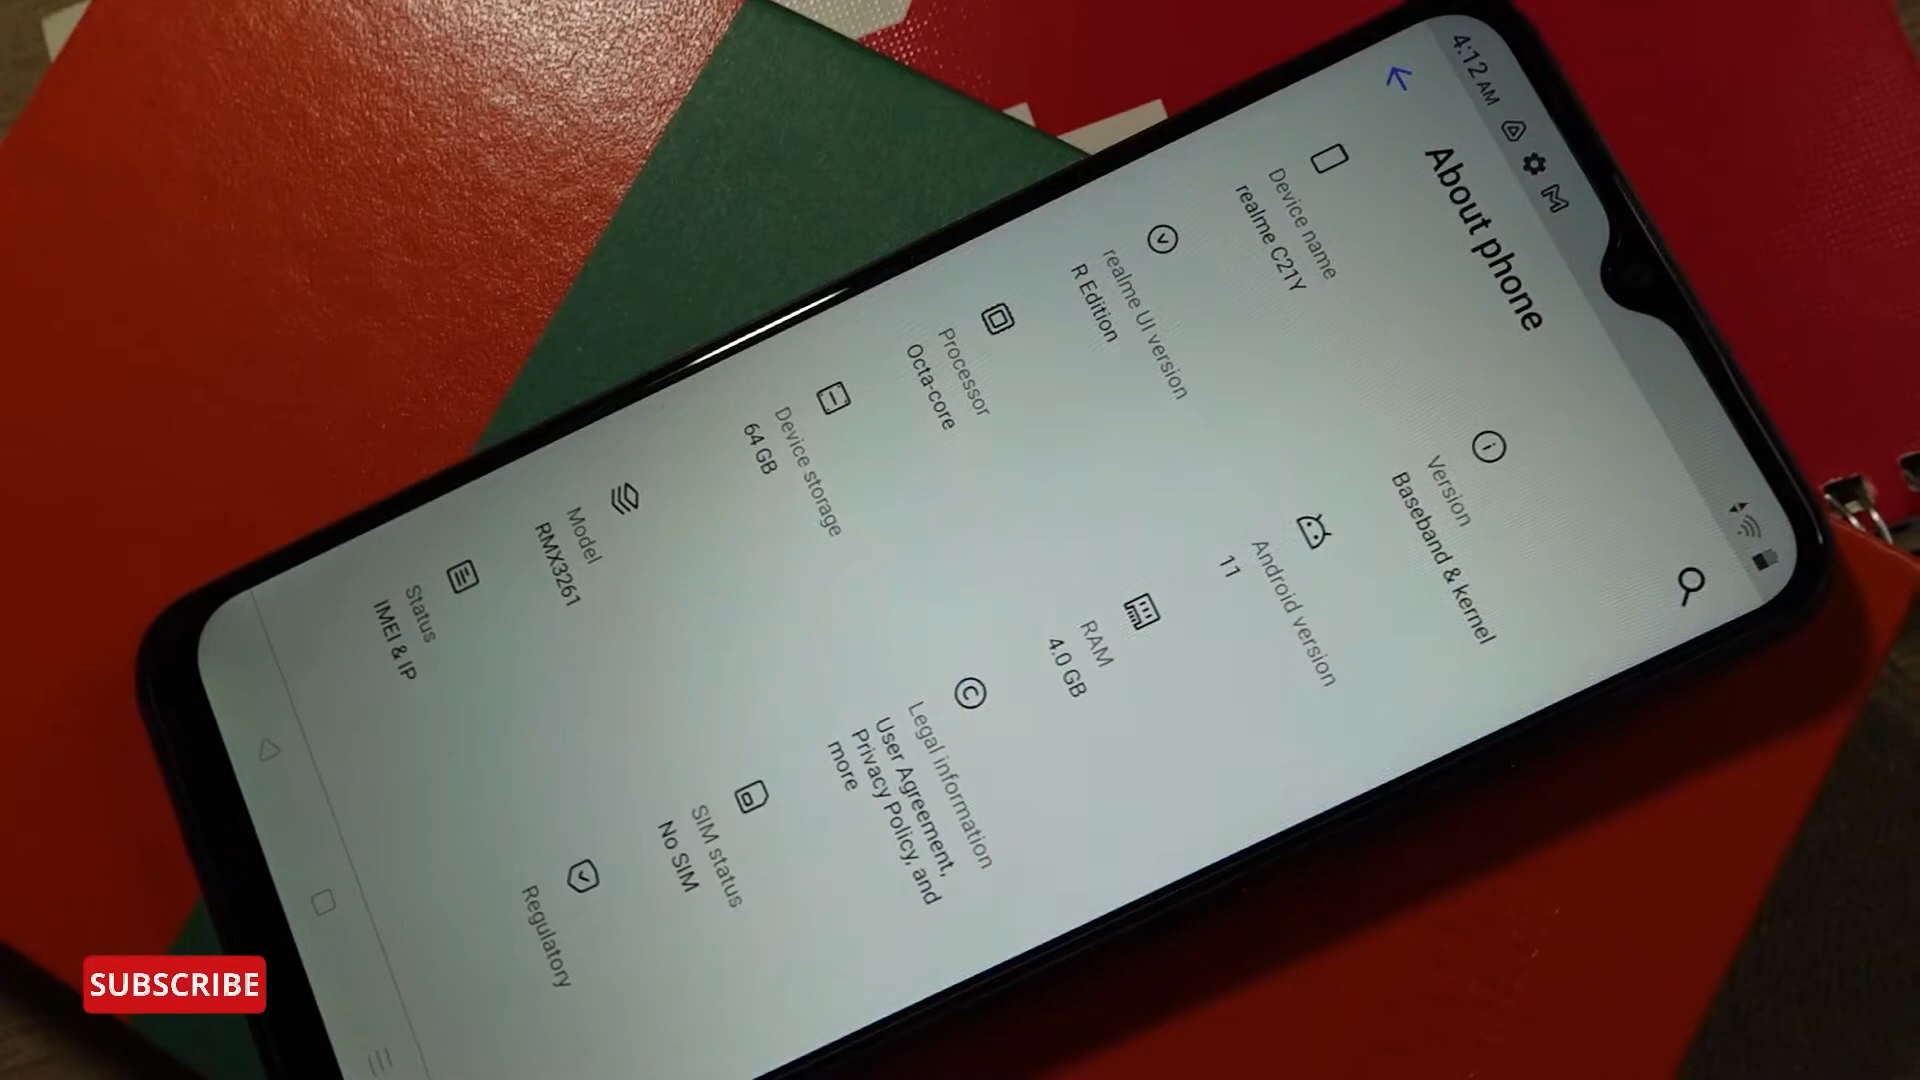 4:12 AM
About phone
Device name
realme C21Y
Version
Baseband & kernel
realme UI version
R Edition
Android version
11
Processor
Octa-core
RAM
4.0 GB
Device storage
64 GB
Legal information
User Agreement,
Privacy Policy, and
more
Model
RMX3261
SIM status
No SIM
Status
IMEI & IP
Regulatory
SUBSCRIBE